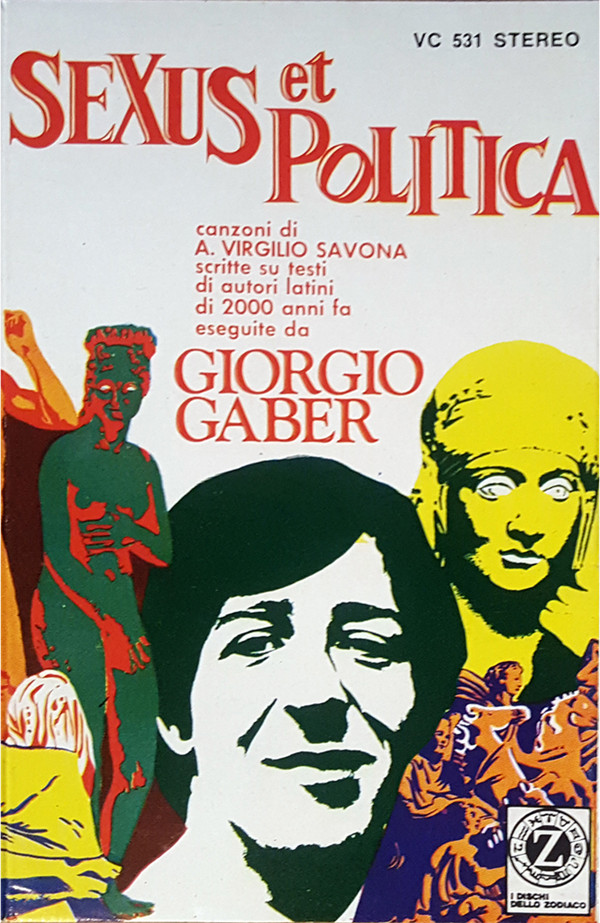 VC 531 STEREO
SEXUS et
POLITICA
canzoni di
A. VIRGILIO SAVONA
scritte su testi
di autori latini
di 2000 anni fa
eseguite da
GIORGIO
GABER
Z
I DISCHI
DELLO ZODIACO